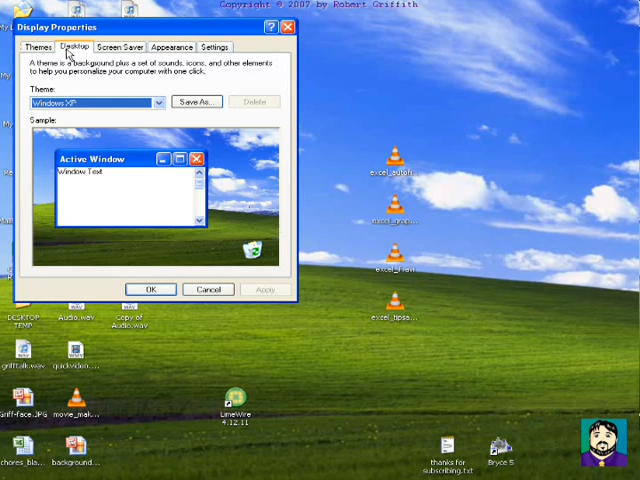 Copyright © 2007 by Robert Griffith
Display Properties
Themes
Desktop
Screen Saver
Appearance
Settings
A theme is a background plus a set of sounds, icons, and other elements
to help you personalize your computer with one click.
Theme:
Windows XP
Save As...
Delete
Sample:
Active Window
Window Text
OK
Cancel
Apply
DESKTOP
TEMP
Audio.wav
Copy of
Audio.wav
grifftalk.wav
quickvideo....
Griff-face.JPG
movie_mak...
chores_bla...
background...
LimeWire
4.12.11
thanks for
subscribing.txt
Bryce 5
excel_autofi...
excel_grap...
excel_tipsa...